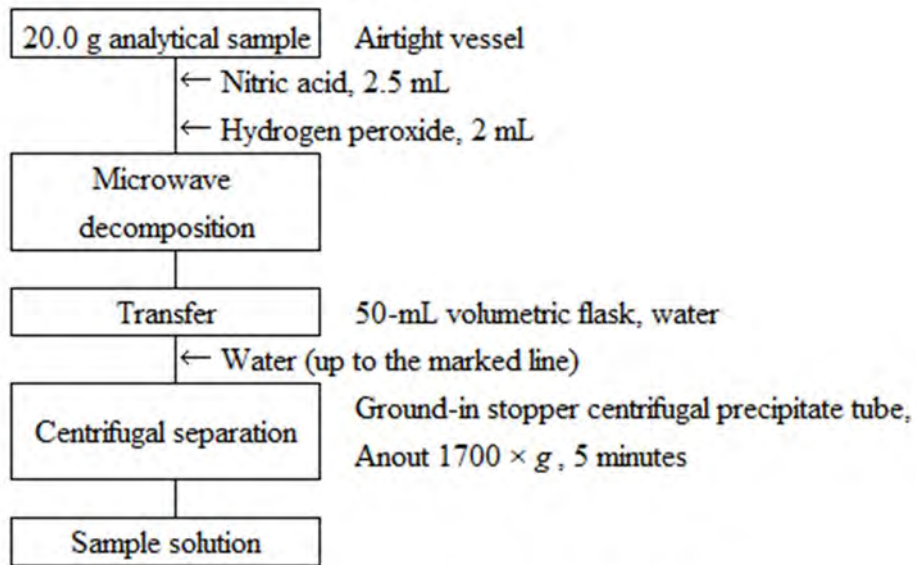 20.0 g analytical sample Airtight vessel
← Nitric acid, 2.5 mL
← Hydrogen peroxide, 2 mL
Microwave
decomposition
Transfer 50-mL volumetric flask, water
← Water (up to the marked line)
Centrifugal separation
Ground-in stopper centrifugal precipitate tube,
Anout 1700 × g , 5 minutes
Sample solution